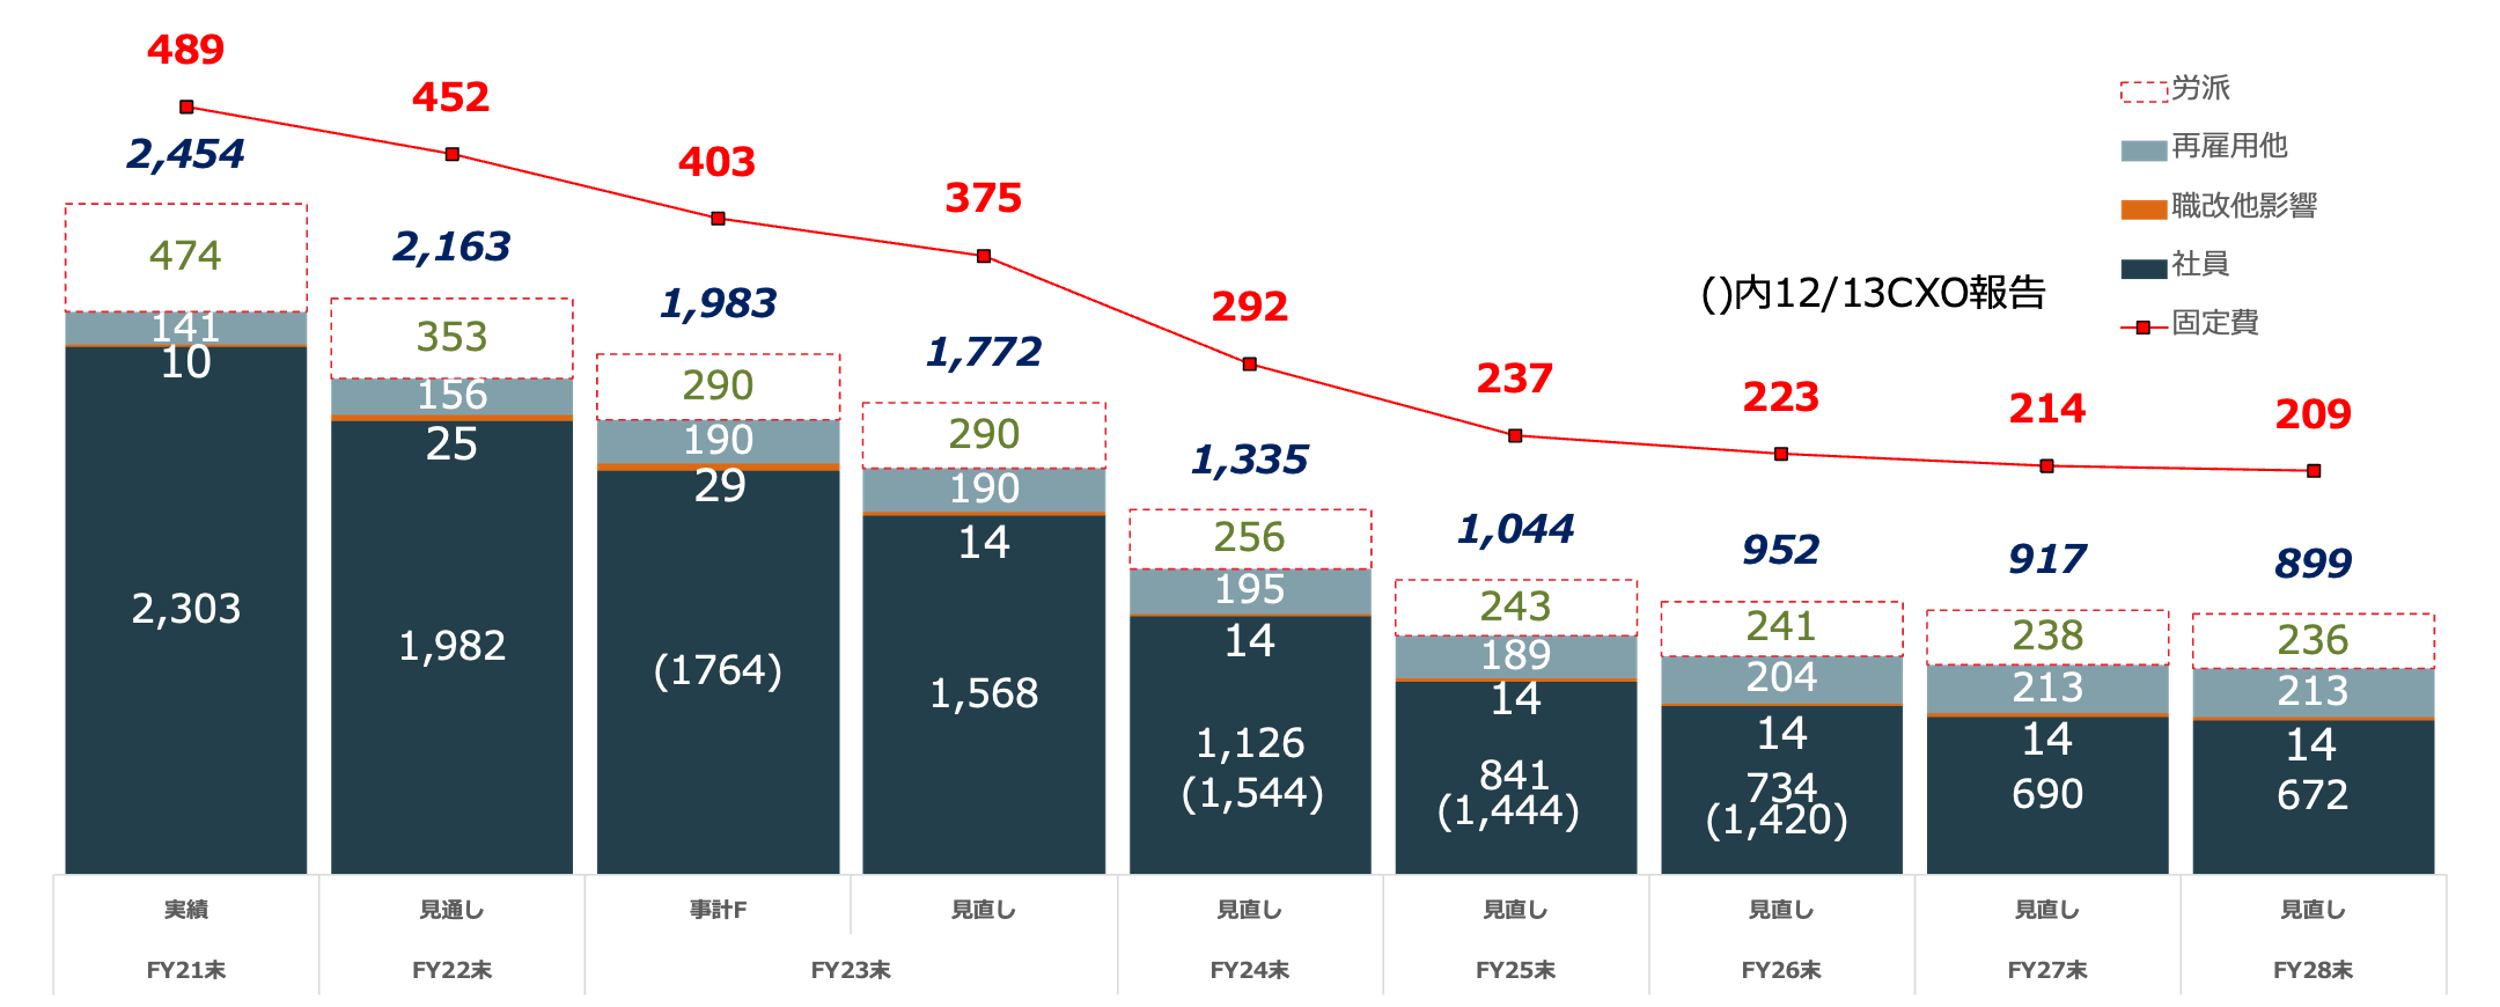 489
452
403
375
292
237
223
214
209
2,454
2,163
1,983
1,772
1,335
1,044
952
917
899
474
353
290
290
256
243
241
238
236
141
156
190
190
195
189
204
213
213
10
25
29
14
14
14
14
14
14
2,303
1,982
(1764)
1,568
1,126
(1,544)
841
(1,444)
734
(1,420)
690
672
()内12/13CXO報告
労派
再雇用他
職改他影響
社員
固定費
実績
見通し
事計F
見直し
見直し
見直し
見直し
見直し
見直し
FY21末
FY22末
FY23末
FY24末
FY25末
FY26末
FY27末
FY28末